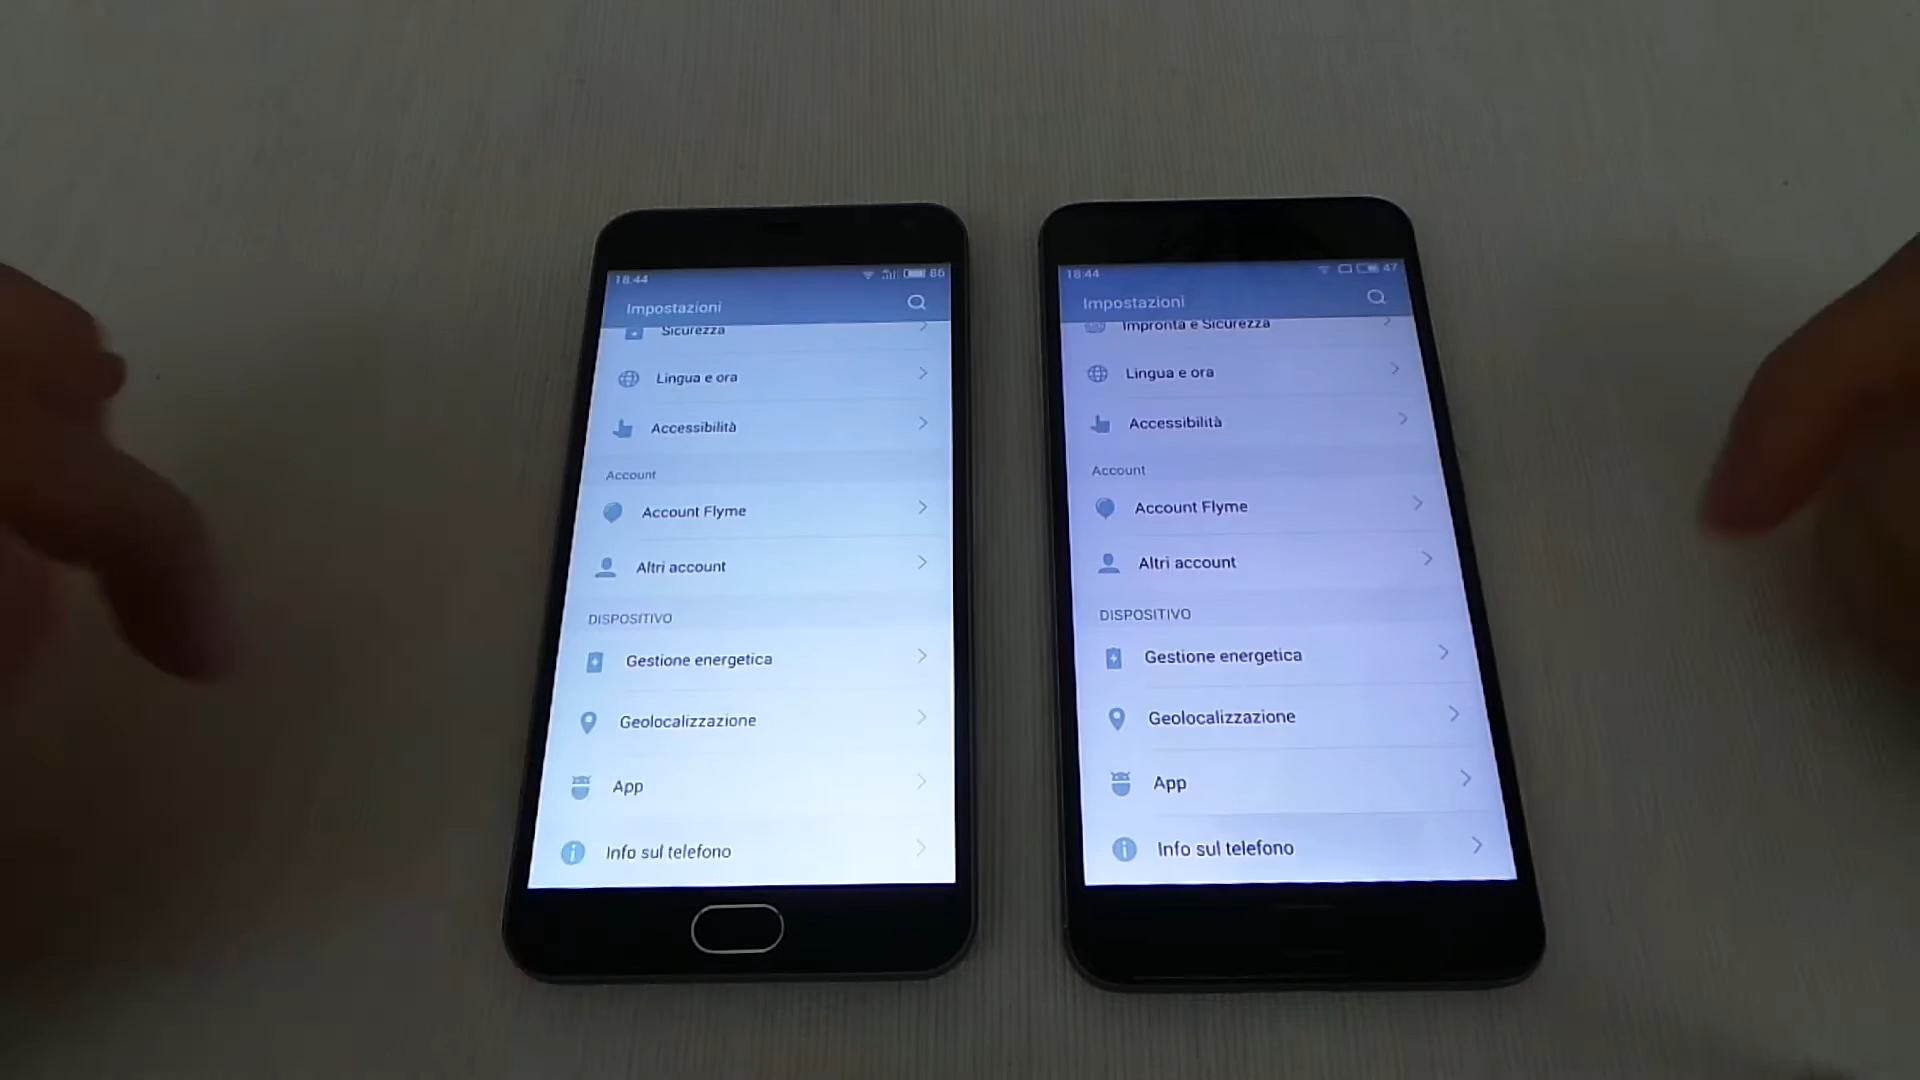 18:44
86
Impostazioni
Sicurezza
Lingua e ora
Accessibilità
Account
Account Flyme
Altri account
DISPOSITIVO
Gestione energetica
Geolocalizzazione
App
Info sul telefono
18:44
47
Impostazioni
Impronta e Sicurezza
Lingua e ora
Accessibilità
Account
Account Flyme
Altri account
DISPOSITIVO
Gestione energetica
Geolocalizzazione
App
Info sul telefono